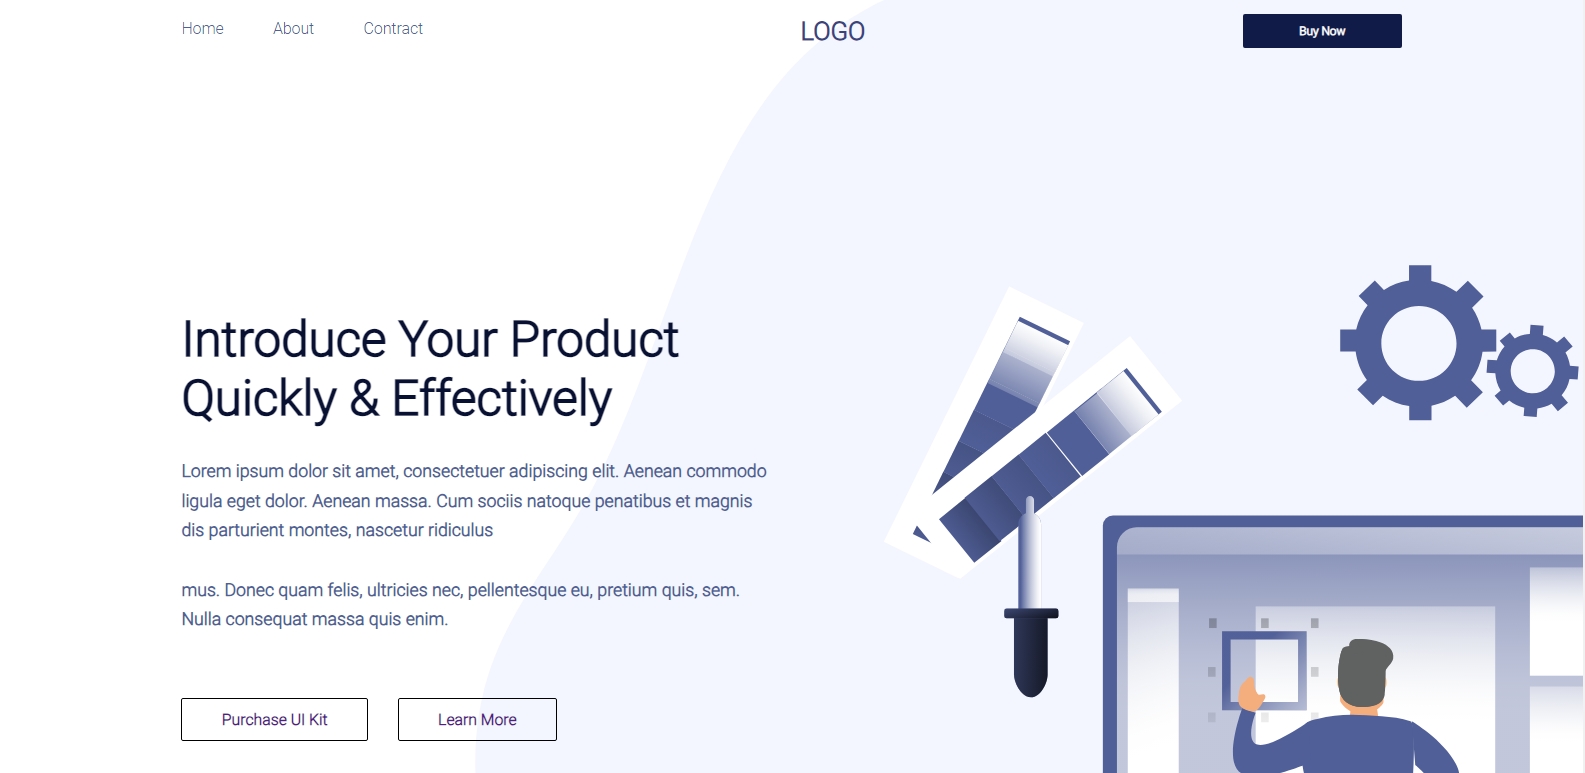 Home About Contract LOGO Buy Now
Introduce Your Product
Quickly & Effectively
Lorem ipsum dolor sit amet, consectetuer adipiscing elit. Aenean commodo
ligula eget dolor. Aenean massa. Cum sociis natoque penatibus et magnis
dis parturient montes, nascetur ridiculus
mus. Donec quam felis, ultricies nec, pellentesque eu, pretium quis, sem.
Nulla consequat massa quis enim.
Purchase UI Kit Learn More